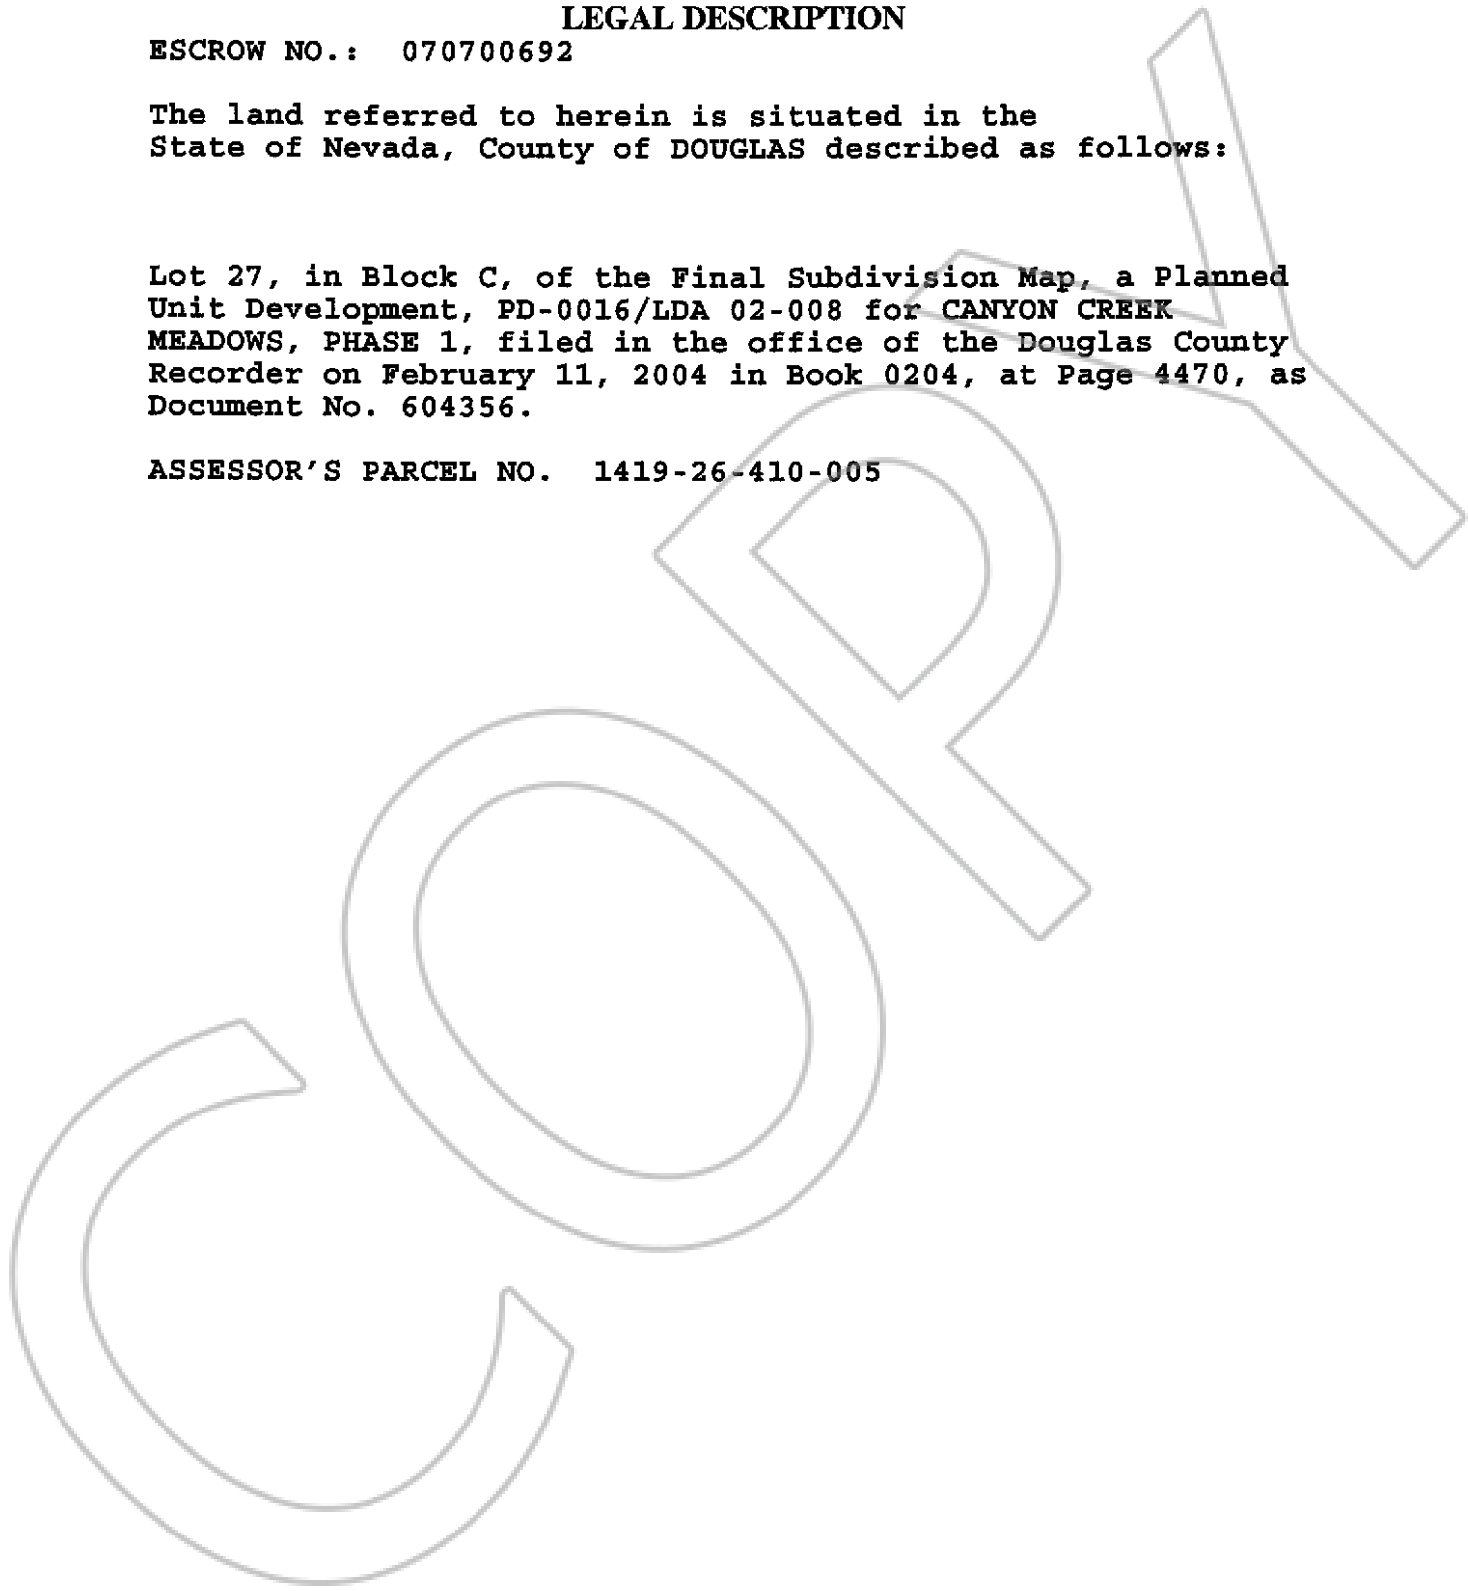 LEGAL DESCRIPTION
ESCROW NO.: 070700692
The land referred to herein is situated in the
State of Nevada, County of DOUGLAS described as follows:
Lot 27, in Block C, of the Final Subdivision Map, a Planned
Unit Development, PD-0016/LDA 02-008 for CANYON CREEK
MEADOWS, PHASE 1, filed in the office of the Douglas County
Recorder on February 11, 2004 in Book 0204, at Page 4470, as
Document No. 604356.
ASSESSOR'S PARCEL NO. 1419-26-410-005
COPY